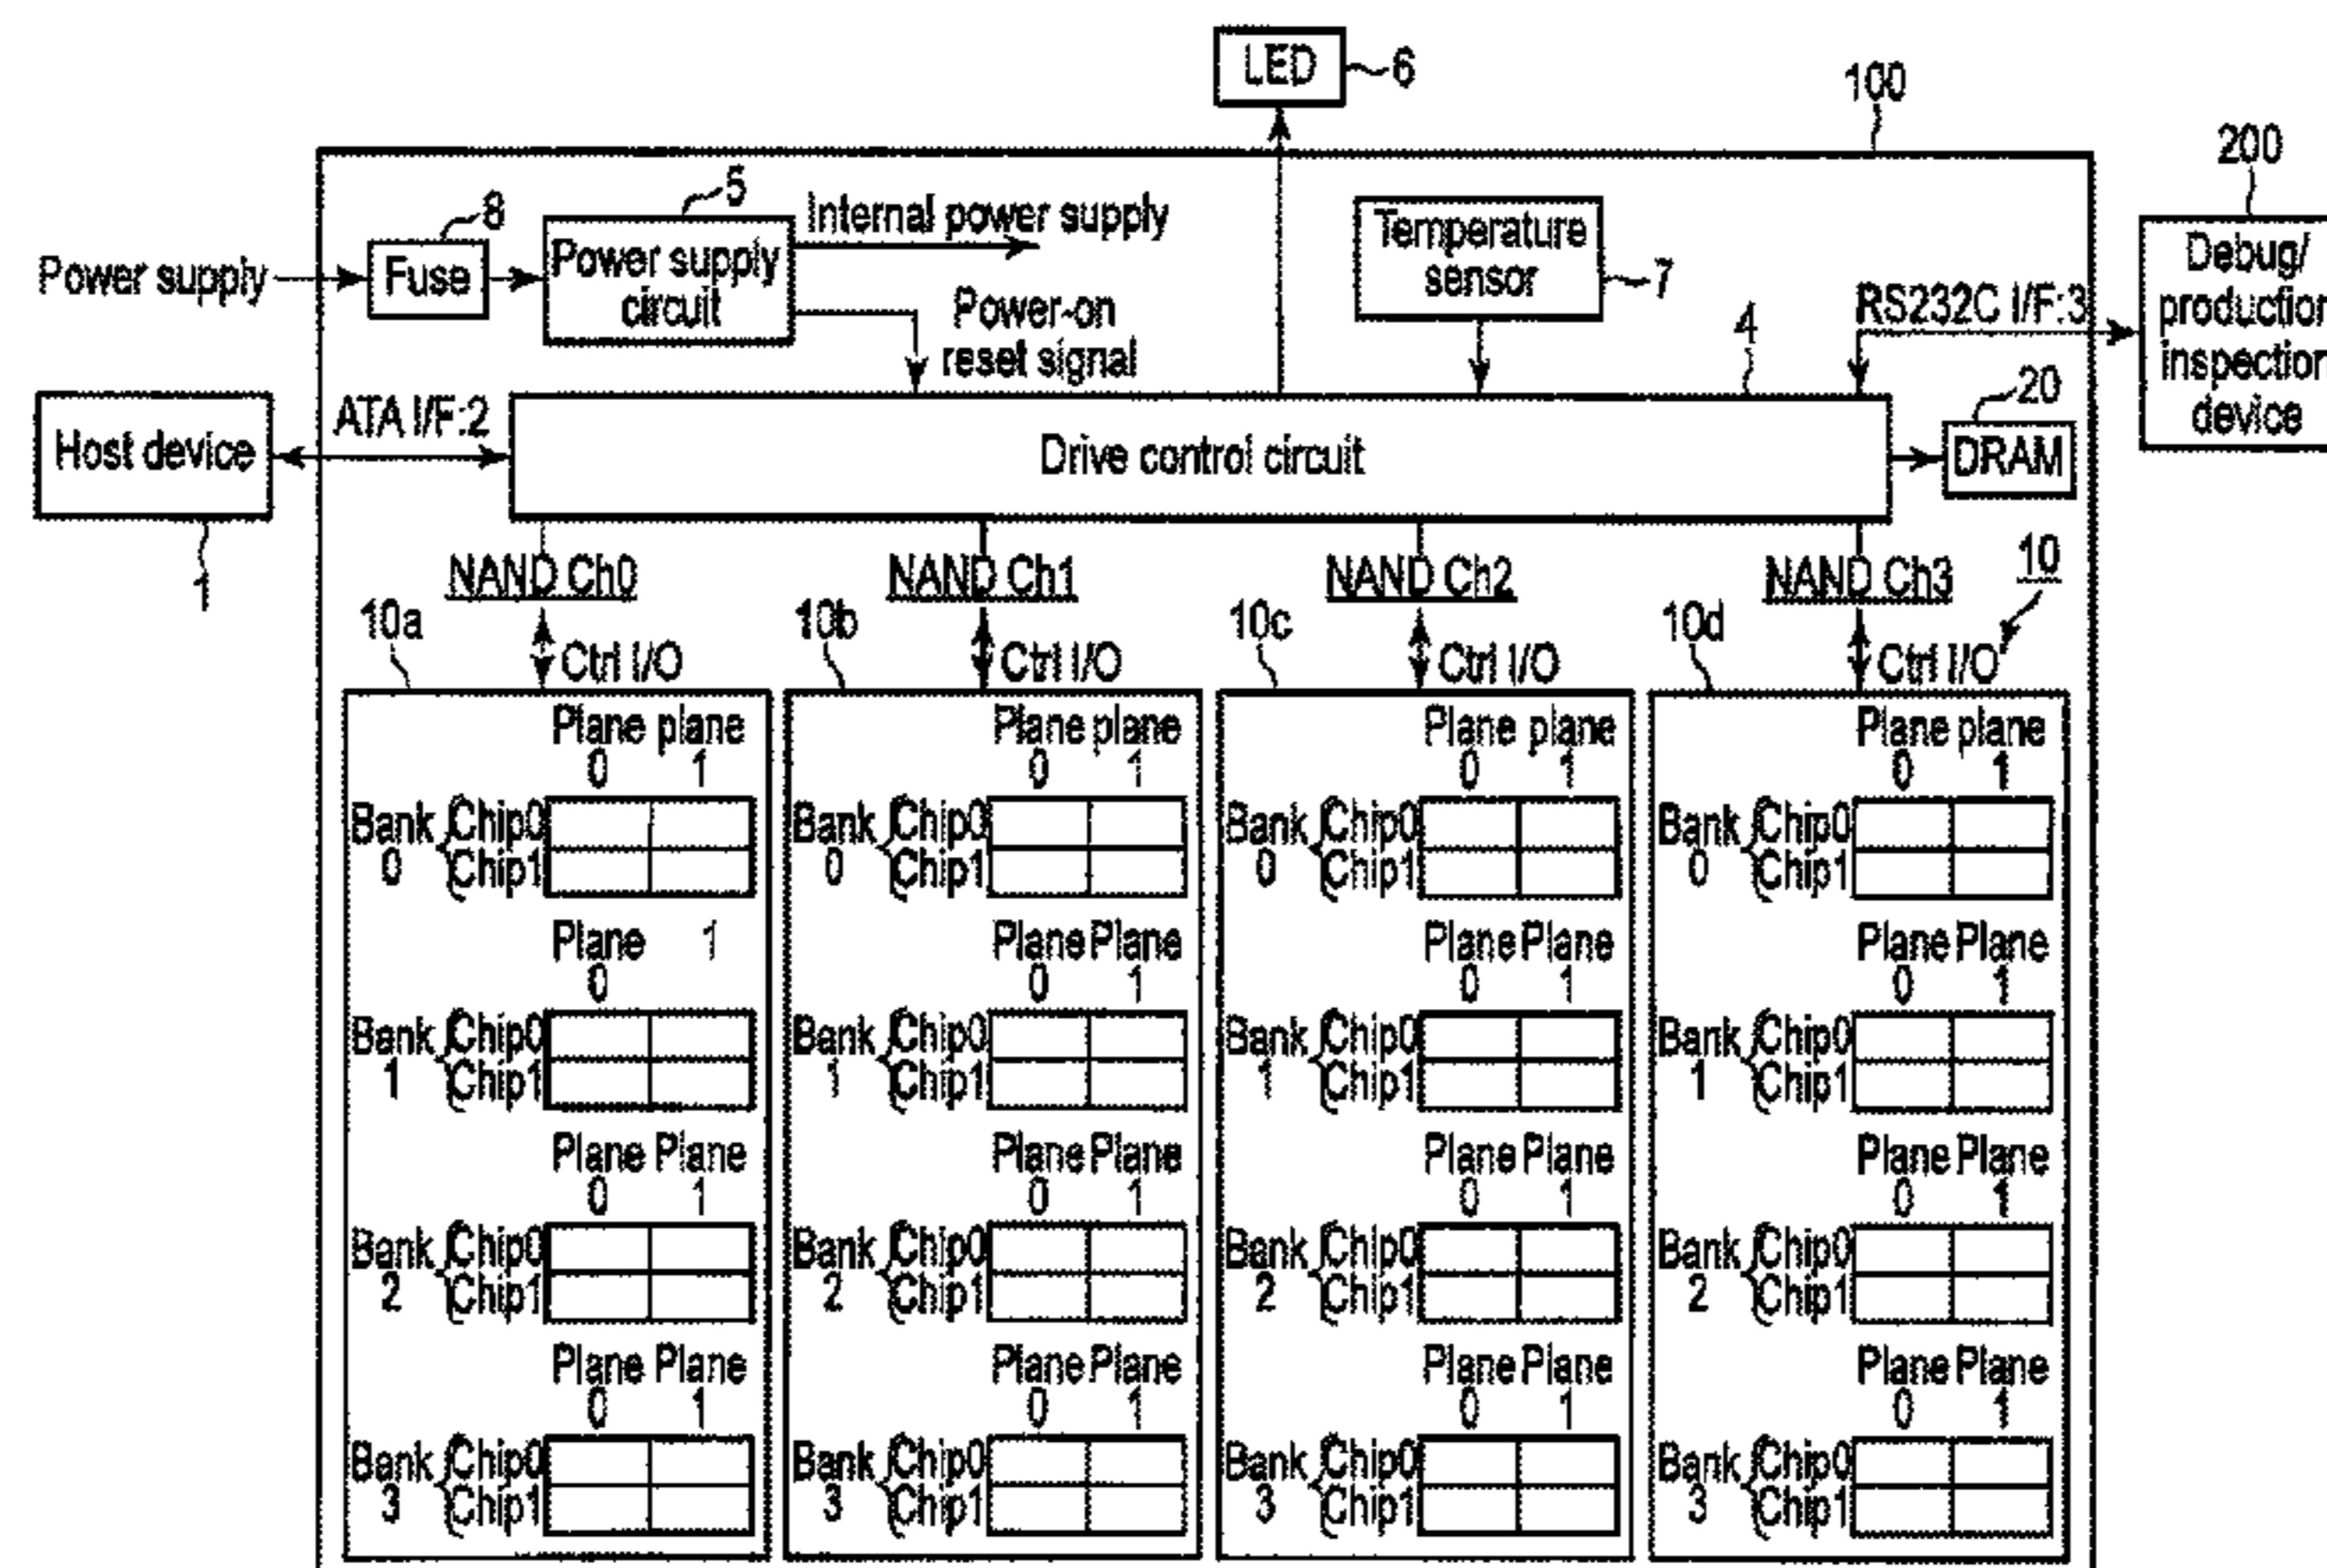 LED
6
100
200
Debug/
production
inspection
device
8
5
Internal power supply
Temperature
sensor
7
Power supply
Fuse
Power supply
circuit
Power-on
reset signal
RS232C I/F:3
4
20
Host device
ATA I/F:2
Drive control circuit
DRAM
1
NAND Ch0
NAND Ch1
NAND Ch2
NAND Ch3
10
10a
Ctrl I/O
10b
Ctrl I/O
10c
Ctrl I/O
10d
Ctrl I/O
Plane plane
0 1
Bank
0
Chip0
Chip1
Plane 1
0
Bank
1
Chip0
Chip1
Plane Plane
0 1
Bank
2
Chip0
Chip1
Plane Plane
0 1
Bank
3
Chip0
Chip1
Plane plane
0 1
Bank
0
Chip0
Chip1
Plane Plane
0 1
Bank
1
Chip0
Chip1
Plane Plane
0 1
Bank
2
Chip0
Chip1
Plane Plane
0 1
Bank
3
Chip0
Chip1
Plane plane
0 1
Bank
0
Chip0
Chip1
Plane Plane
0 1
Bank
1
Chip0
Chip1
Plane Plane
0 1
Bank
2
Chip0
Chip1
Plane Plane
0 1
Bank
3
Chip0
Chip1
Plane plane
0 1
Bank
0
Chip0
Chip1
Plane Plane
0 1
Bank
1
Chip0
Chip1
Plane Plane
0 1
Bank
2
Chip0
Chip1
Plane Plane
0 1
Bank
3
Chip0
Chip1